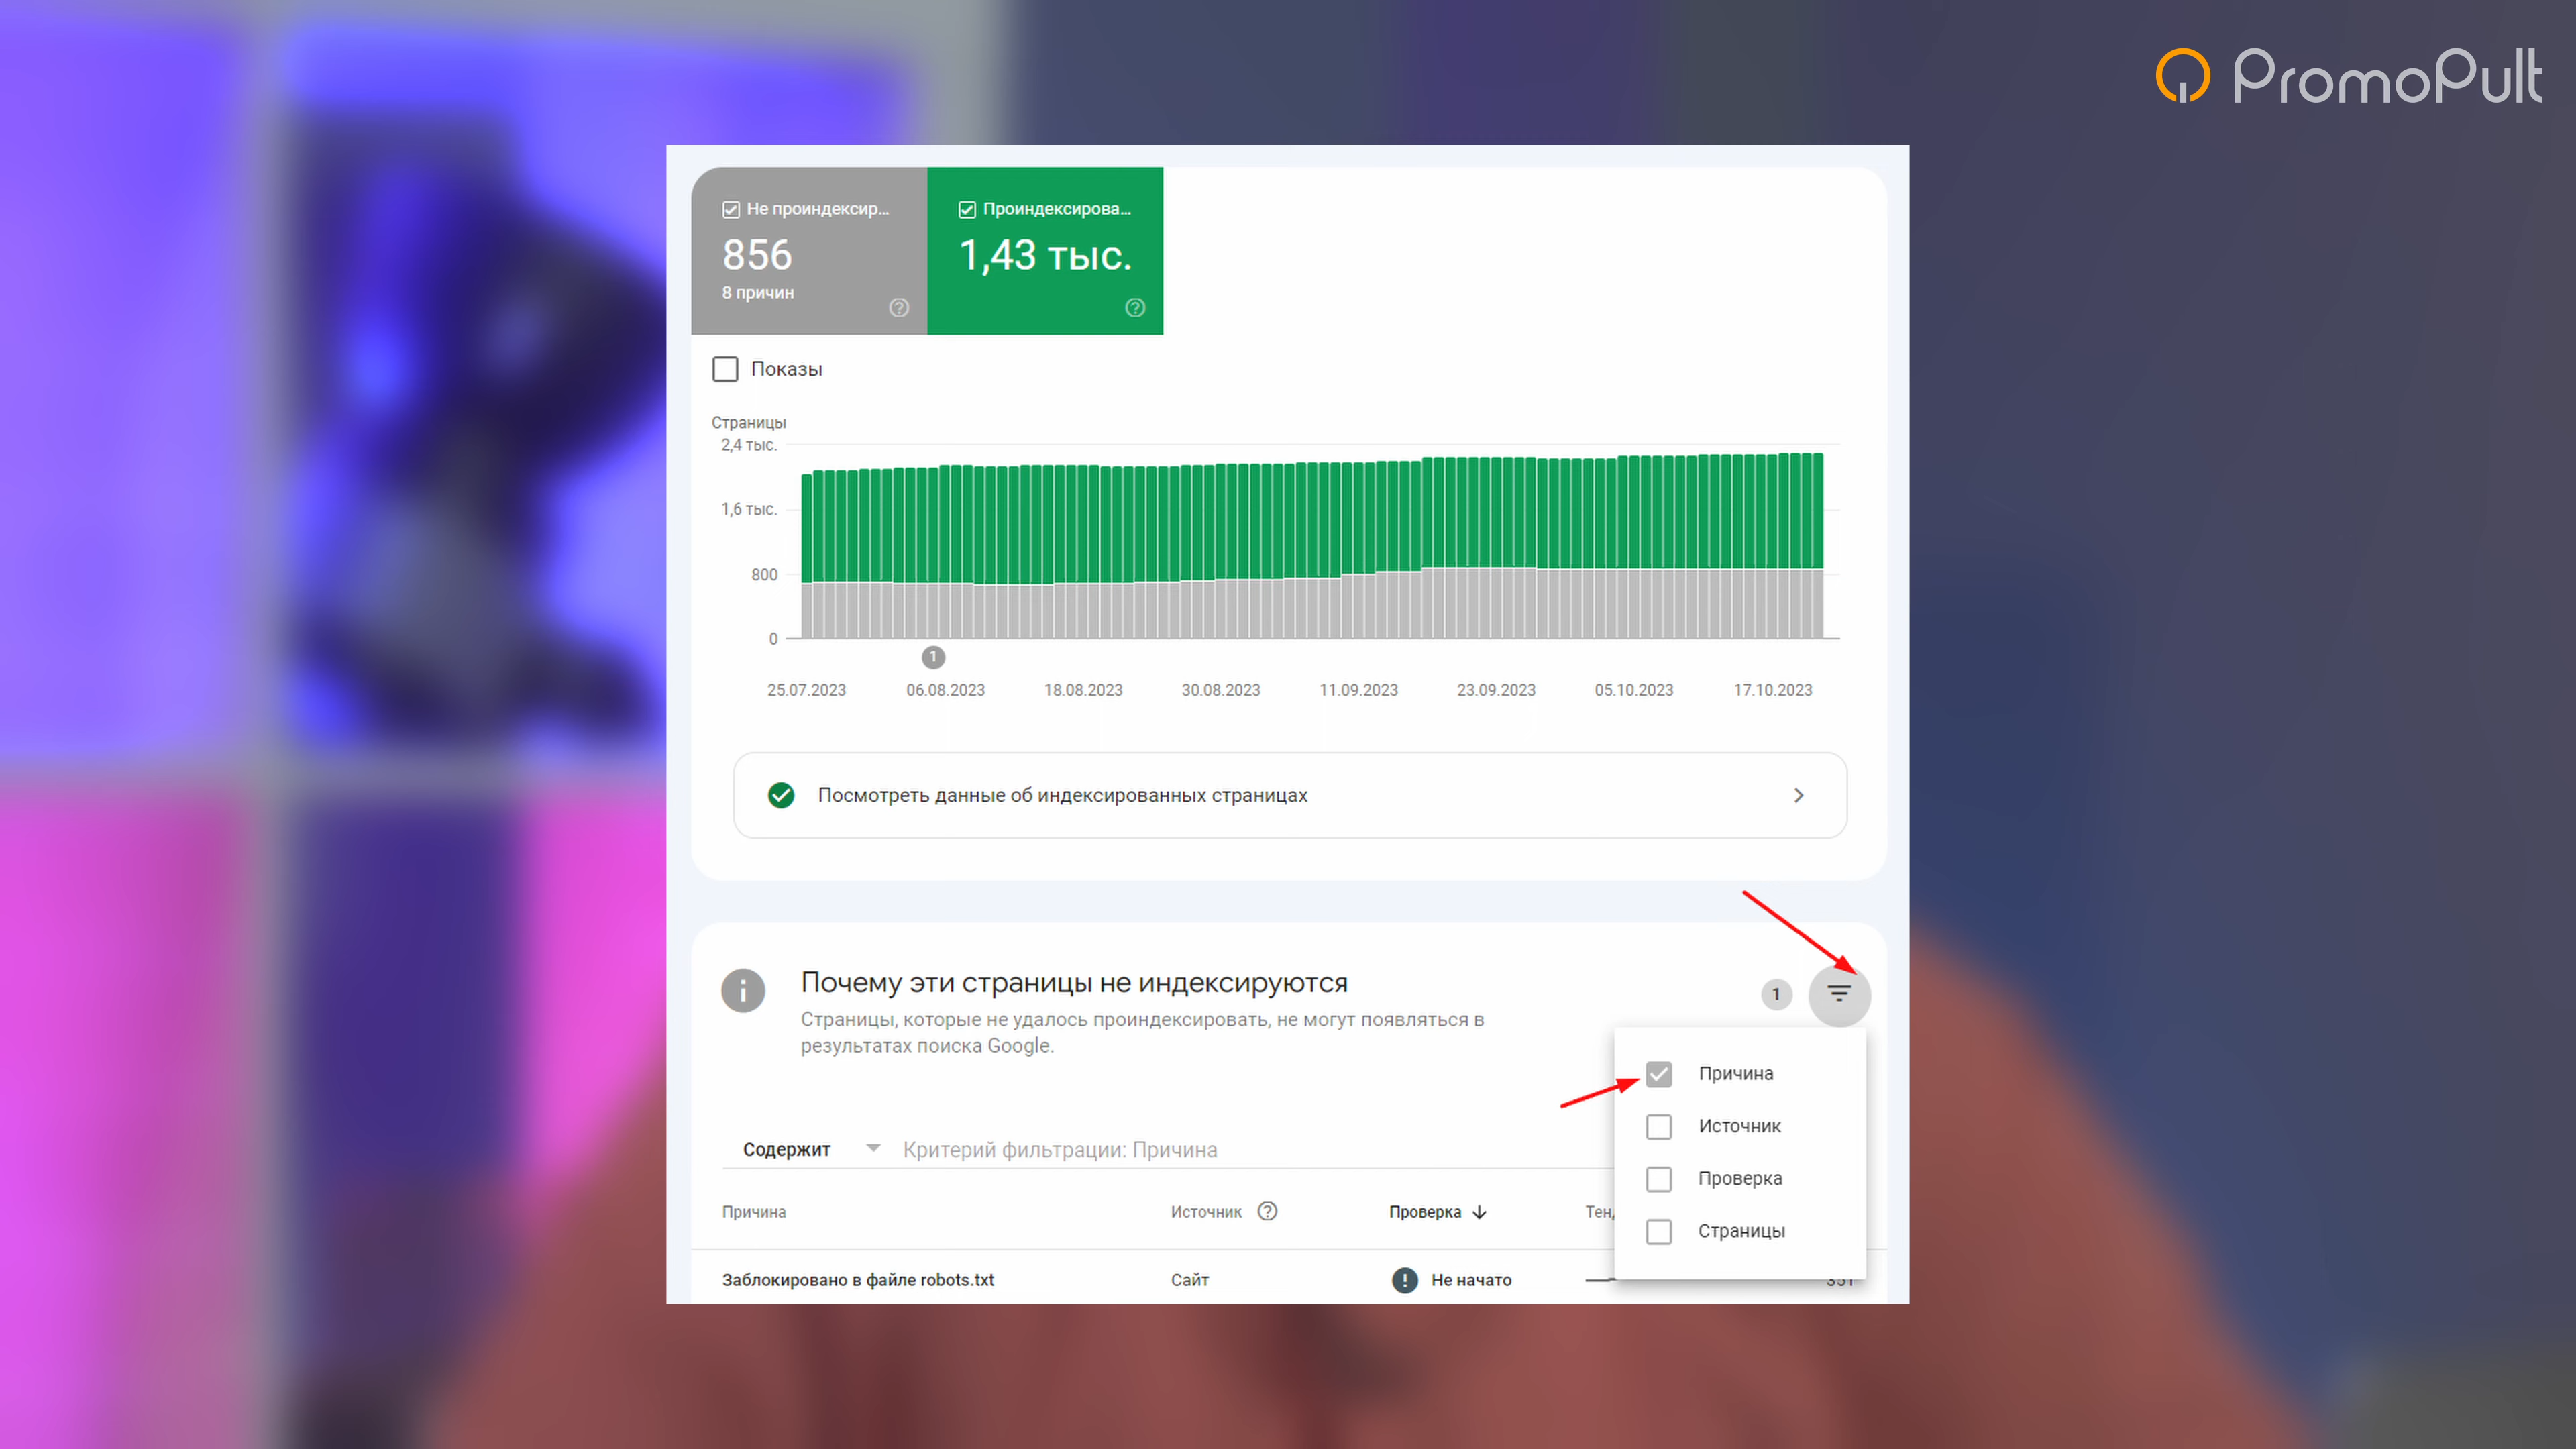 PromoPult
Не проиндексир...
856
8 причин
Проиндексирова...
1,43 тыс.
Показы
Страницы
2,4 тыс.
1,6 тыс.
800
0
1
25.07.2023
06.08.2023
18.08.2023
30.08.2023
11.09.2023
23.09.2023
05.10.2023
17.10.2023
Посмотреть данные об индексированных страницах
Почему эти страницы не индексируются
Страницы, которые не удалось проиндексировать, не могут появляться в
результатах поиска Google.
1
Причина
Источник
Проверка
Страницы
Содержит
Критерий фильтрации: Причина
Причина
Источник
Проверка
Тен
Заблокировано в файле robots.txt
Сайт
Не начато
351